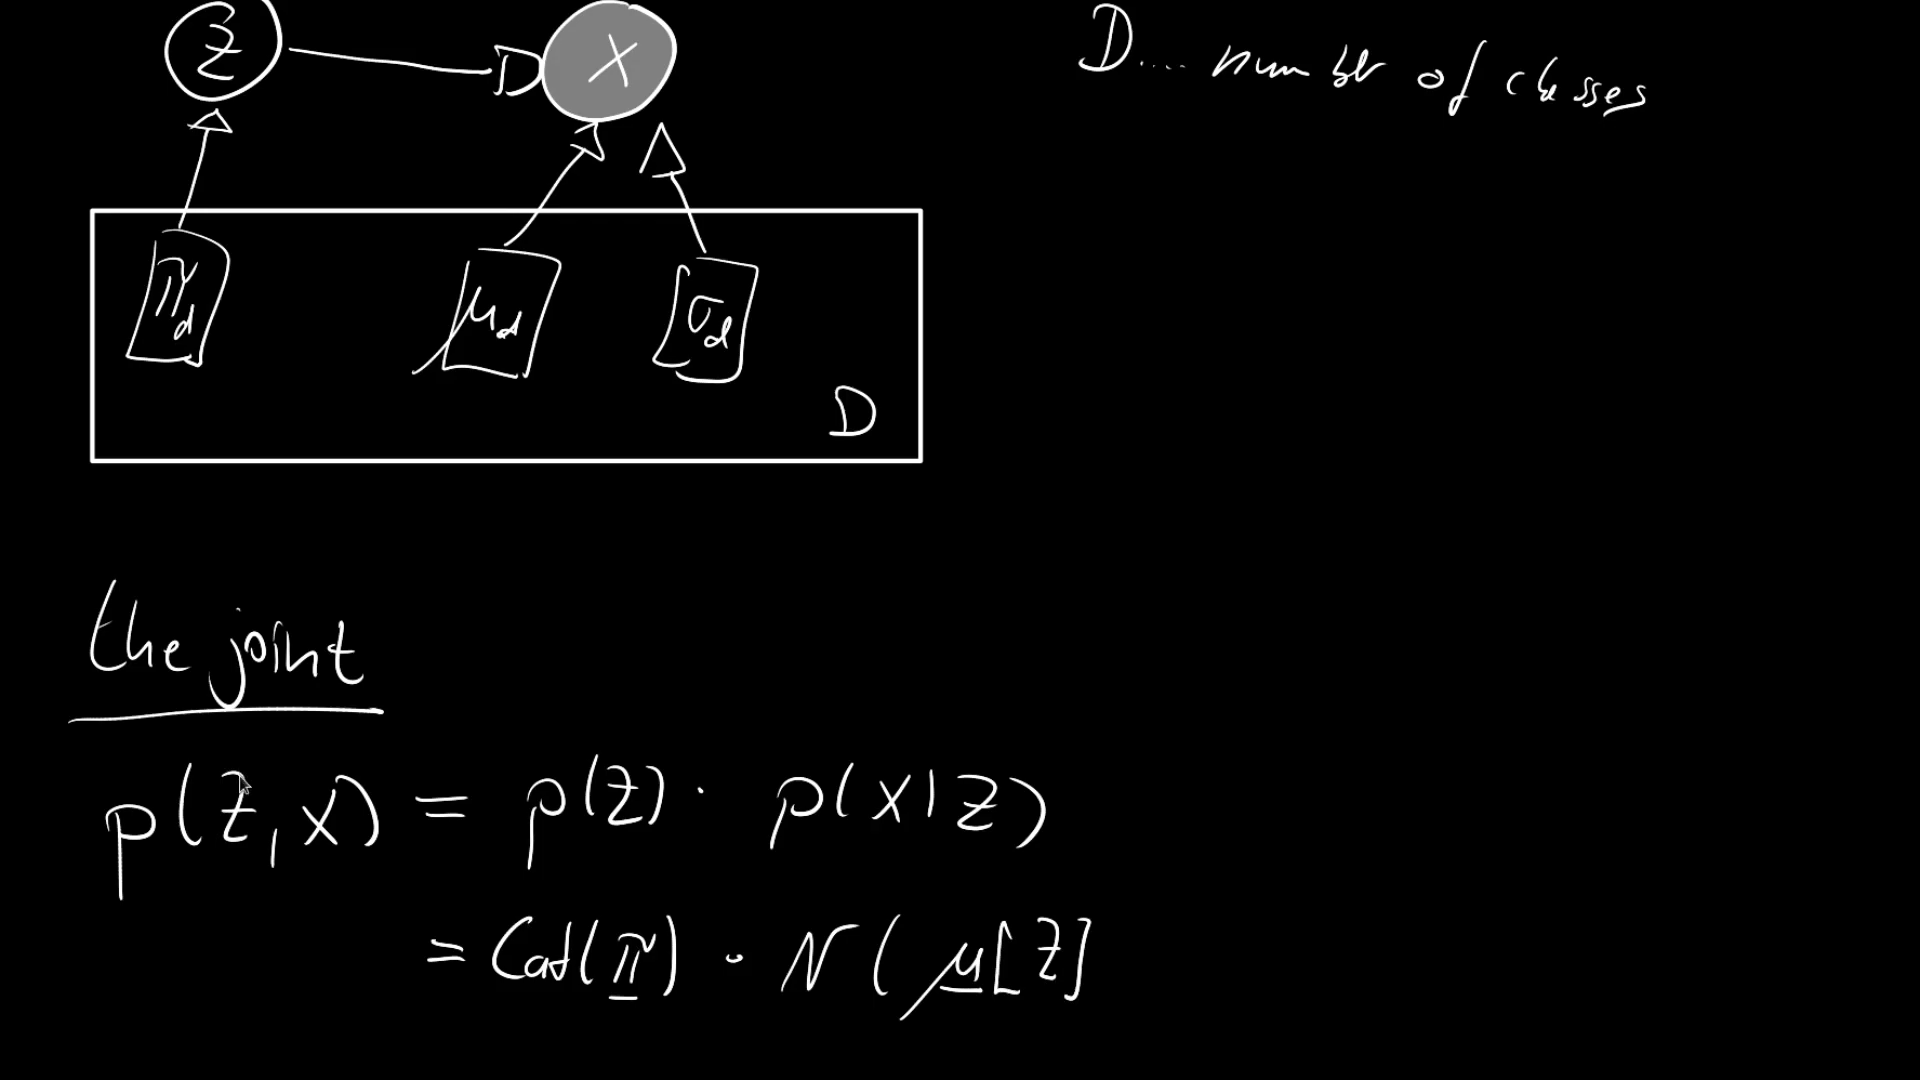 Z X D.... number of classes
π_d μ_d σ_d
D
the joint
p(Z, X) = p(Z) · p(X|Z)
= Cat(π) · N(μ[Z]